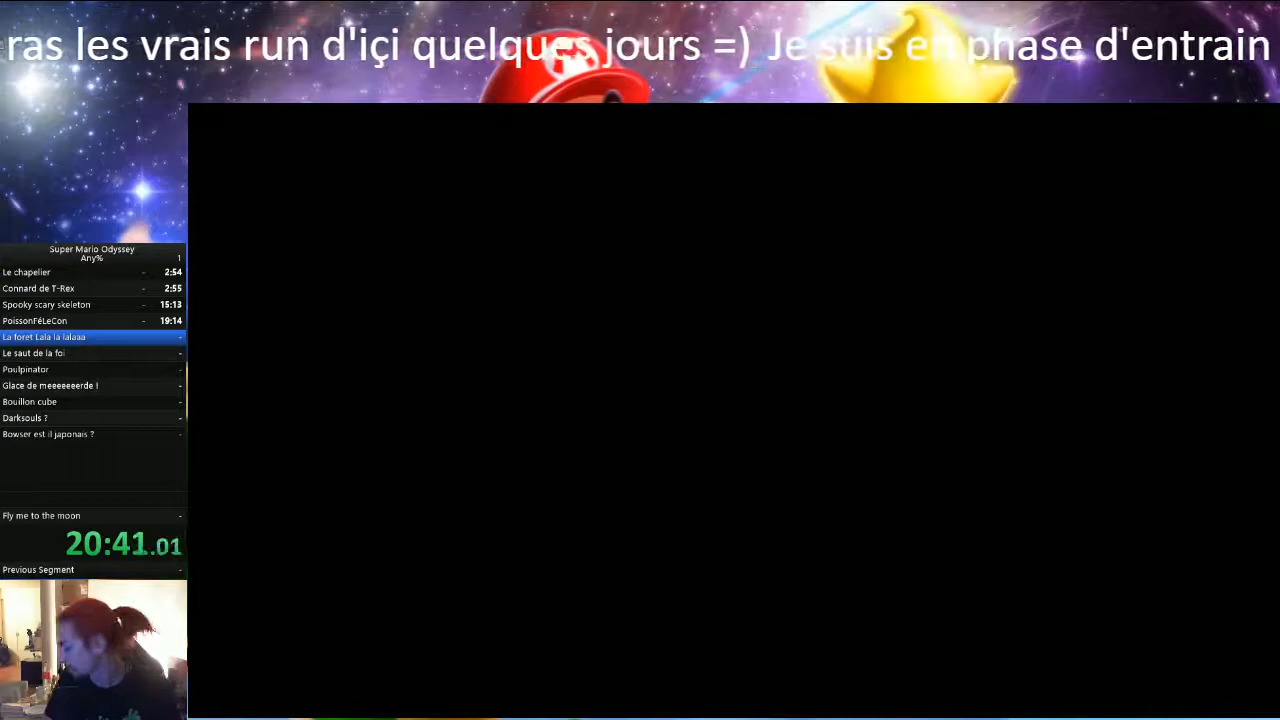 ras les vrais run d'içi quelques jours =) Je suis en phase d'entrain
Super Mario Odyssey
Any% 1
Le chapelier - 2:54
Connard de T-Rex - 2:55
Spooky scary skeleton - 15:13
PoissonFéLeCon - 19:14
La foret Lala la lalaaa -
Le saut de la foi -
Poulpinator -
Glace de meeeeeeerde ! -
Bouillon cube -
Darksouls ? -
Bowser est il japonais ? -
Fly me to the moon -
20:41.01
Previous Segment -